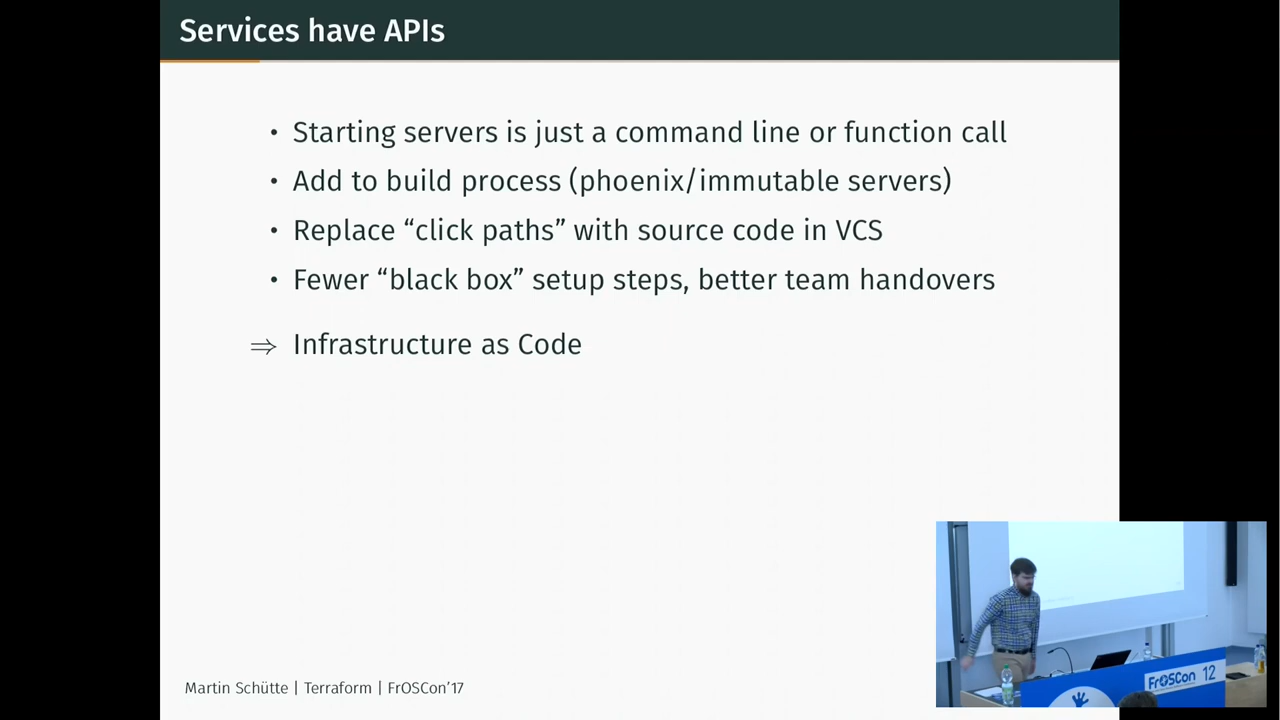 Services have APIs
• Starting servers is just a command line or function call
• Add to build process (phoenix/immutable servers)
• Replace “click paths” with source code in VCS
• Fewer “black box” setup steps, better team handovers
⇒ Infrastructure as Code
Martin Schütte | Terraform | FrOSCon’17
FrOSCon 12